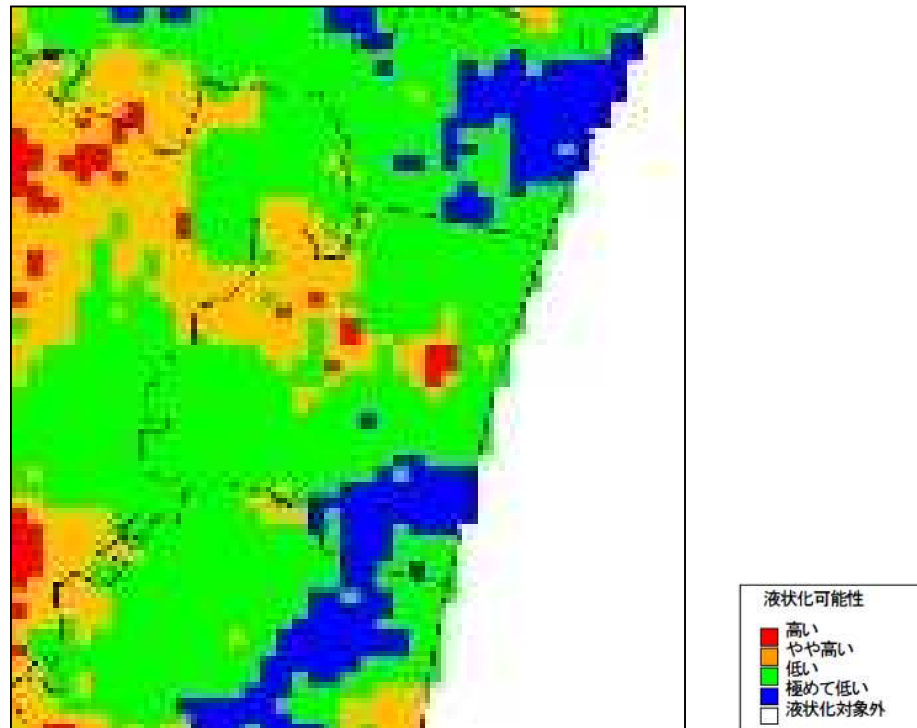 液状化可能性
高い
やや高い
低い
極めて低い
液状化対象外